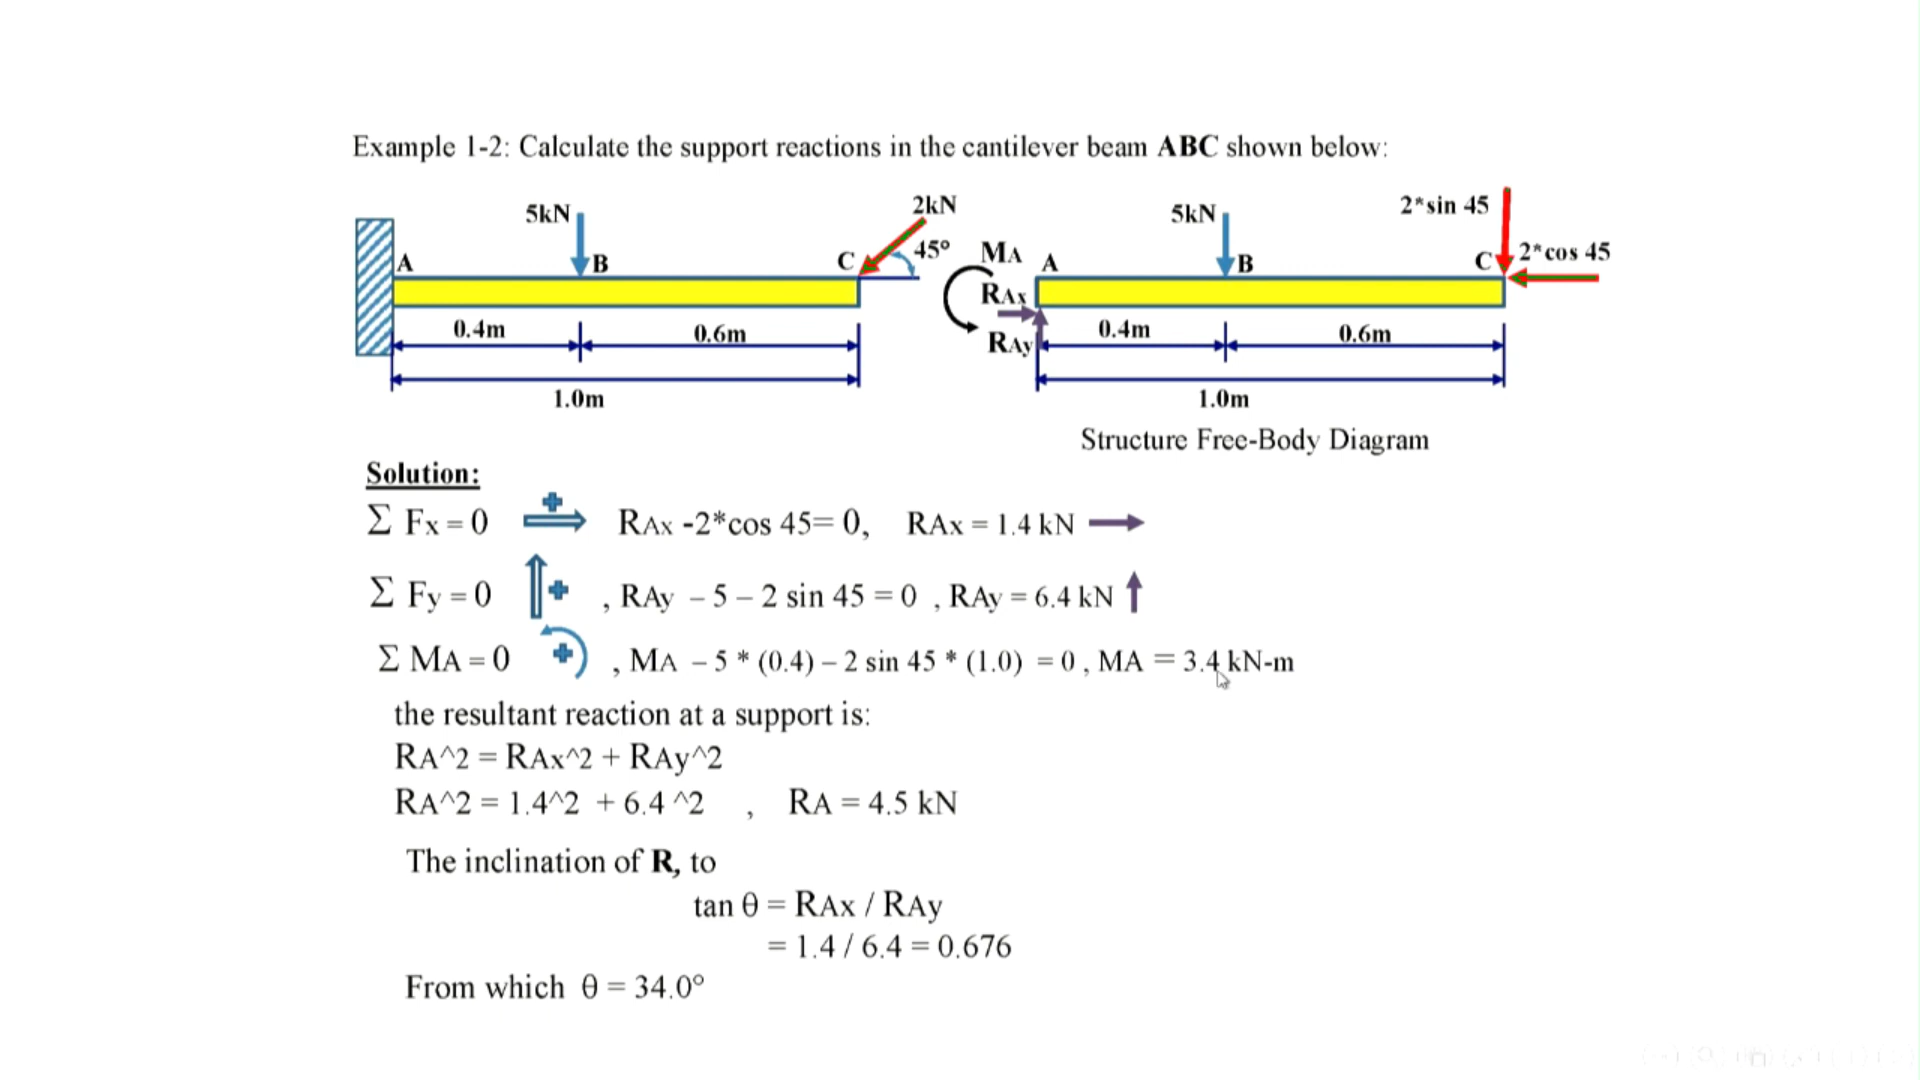 Example 1-2: Calculate the support reactions in the cantilever beam ABC shown below:
5kN
2kN
45°
A
B
C
0.4m
0.6m
1.0m
5kN
2*sin 45
MA
A
B
C
2*cos 45
RAx
RAy
0.4m
0.6m
1.0m
Structure Free-Body Diagram
Solution:
Σ Fx = 0 + RAx -2*cos 45= 0, RAx = 1.4 kN
Σ Fy = 0 + , RAy – 5 – 2 sin 45 = 0 , RAy = 6.4 kN
Σ MA = 0 + , MA – 5 * (0.4) – 2 sin 45 * (1.0) = 0 , MA = 3.4 kN-m
the resultant reaction at a support is:
RA^2 = RAx^2 + RAy^2
RA^2 = 1.4^2 + 6.4 ^2 , RA = 4.5 kN
The inclination of R, to
tan θ = RAx / RAy
= 1.4 / 6.4 = 0.676
From which θ = 34.0°